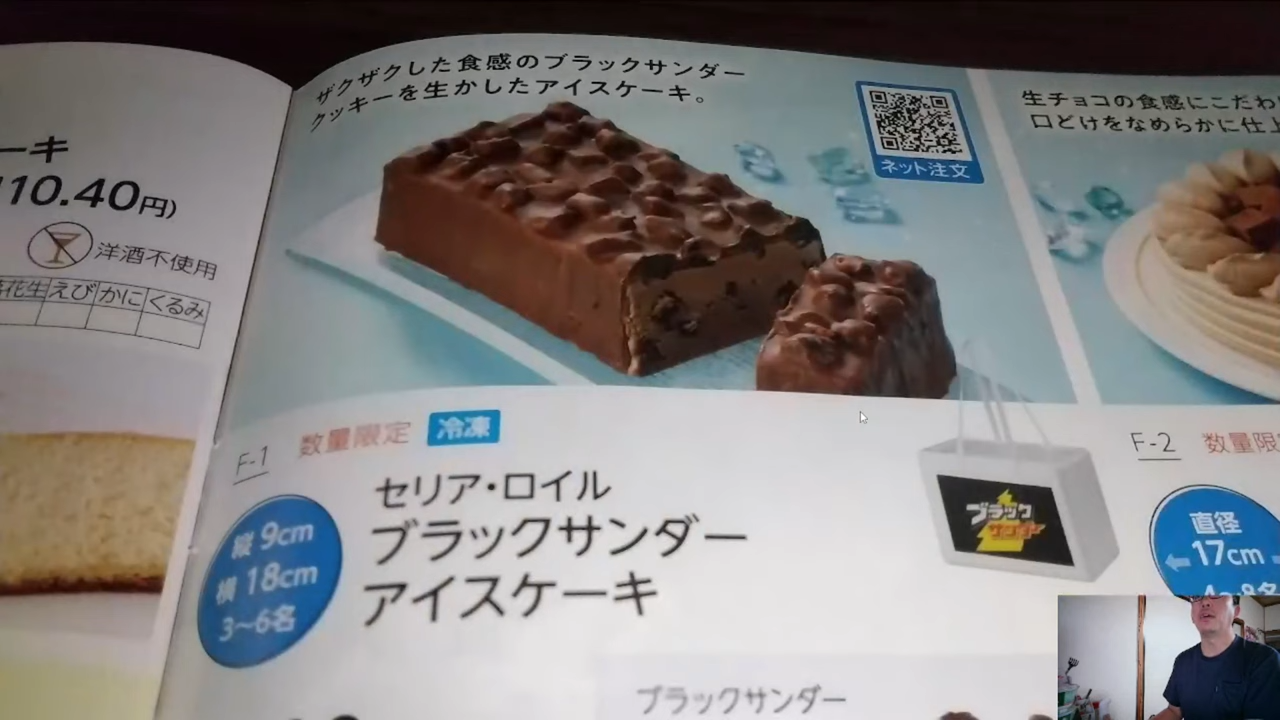 ーキ
110.40円)
洋酒不使用
花生 えび かに くるみ
ザクザクした食感のブラックサンダー
クッキーを生かしたアイスケーキ。
ネット注文
F-1 数量限定 冷凍
縦 9cm
横 18cm
3~6名
セリア・ロイル
ブラックサンダー
アイスケーキ
ブラック
サンダー
ブラックサンダー
生チョコの食感にこだわ
口どけをなめらかに仕上
F-2 数量限
直径
17cm